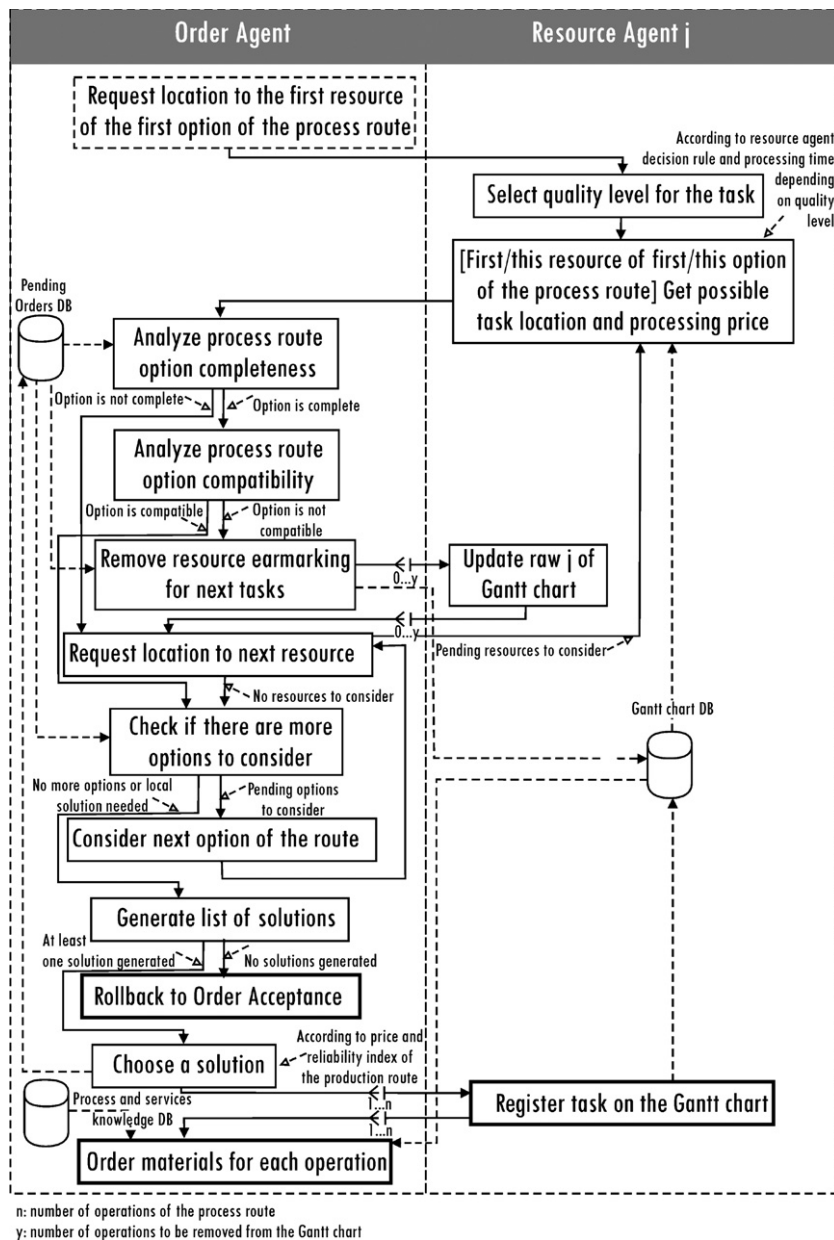 Order Agent
Resource Agent j
Request location to the first resource
of the first option of the process route
According to resource agent
decision rule and processing time
depending
on quality
level
Select quality level for the task
[First/this resource of first/this option
of the process route] Get possible
task location and processing price
Pending
Orders DB
Analyze process route
option completeness
Option is not complete
Option is complete
Analyze process route
option compatibility
Option is compatible
Option is not
compatible
Remove resource earmarking
for next tasks
0...y
Update raw j of
Gantt chart
0...y
Request location to next resource
Pending resources to consider
No resources to consider
Check if there are more
options to consider
Gantt chart DB
No more options or local
solution needed
Pending options
to consider
Consider next option of the route
Generate list of solutions
At least
one solution generated
No solutions generated
Rollback to Order Acceptance
Choose a solution
According to price and
reliability index of
the production route
1...n
Process and services
knowledge DB
1...n
Register task on the Gantt chart
Order materials for each operation
n: number of operations of the process route
y: number of operations to be removed from the Gantt chart